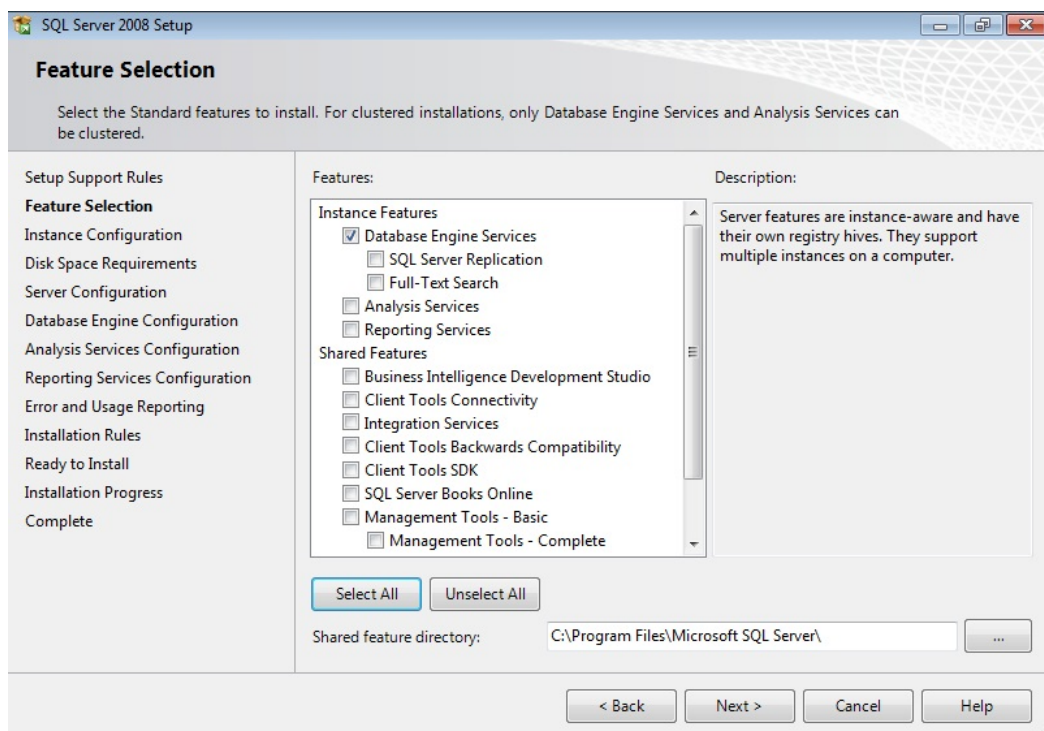 SQL Server 2008 Setup
Feature Selection
Select the Standard features to install. For clustered installations, only Database Engine Services and Analysis Services can
be clustered.
Setup Support Rules
Feature Selection
Instance Configuration
Disk Space Requirements
Server Configuration
Database Engine Configuration
Analysis Services Configuration
Reporting Services Configuration
Error and Usage Reporting
Installation Rules
Ready to Install
Installation Progress
Complete
Features:
Instance Features
Database Engine Services
SQL Server Replication
Full-Text Search
Analysis Services
Reporting Services
Shared Features
Business Intelligence Development Studio
Client Tools Connectivity
Integration Services
Client Tools Backwards Compatibility
Client Tools SDK
SQL Server Books Online
Management Tools - Basic
Management Tools - Complete
Description:
Server features are instance-aware and have
their own registry hives. They support
multiple instances on a computer.
Select All
Unselect All
Shared feature directory:
C:\Program Files\Microsoft SQL Server\
...
< Back
Next >
Cancel
Help